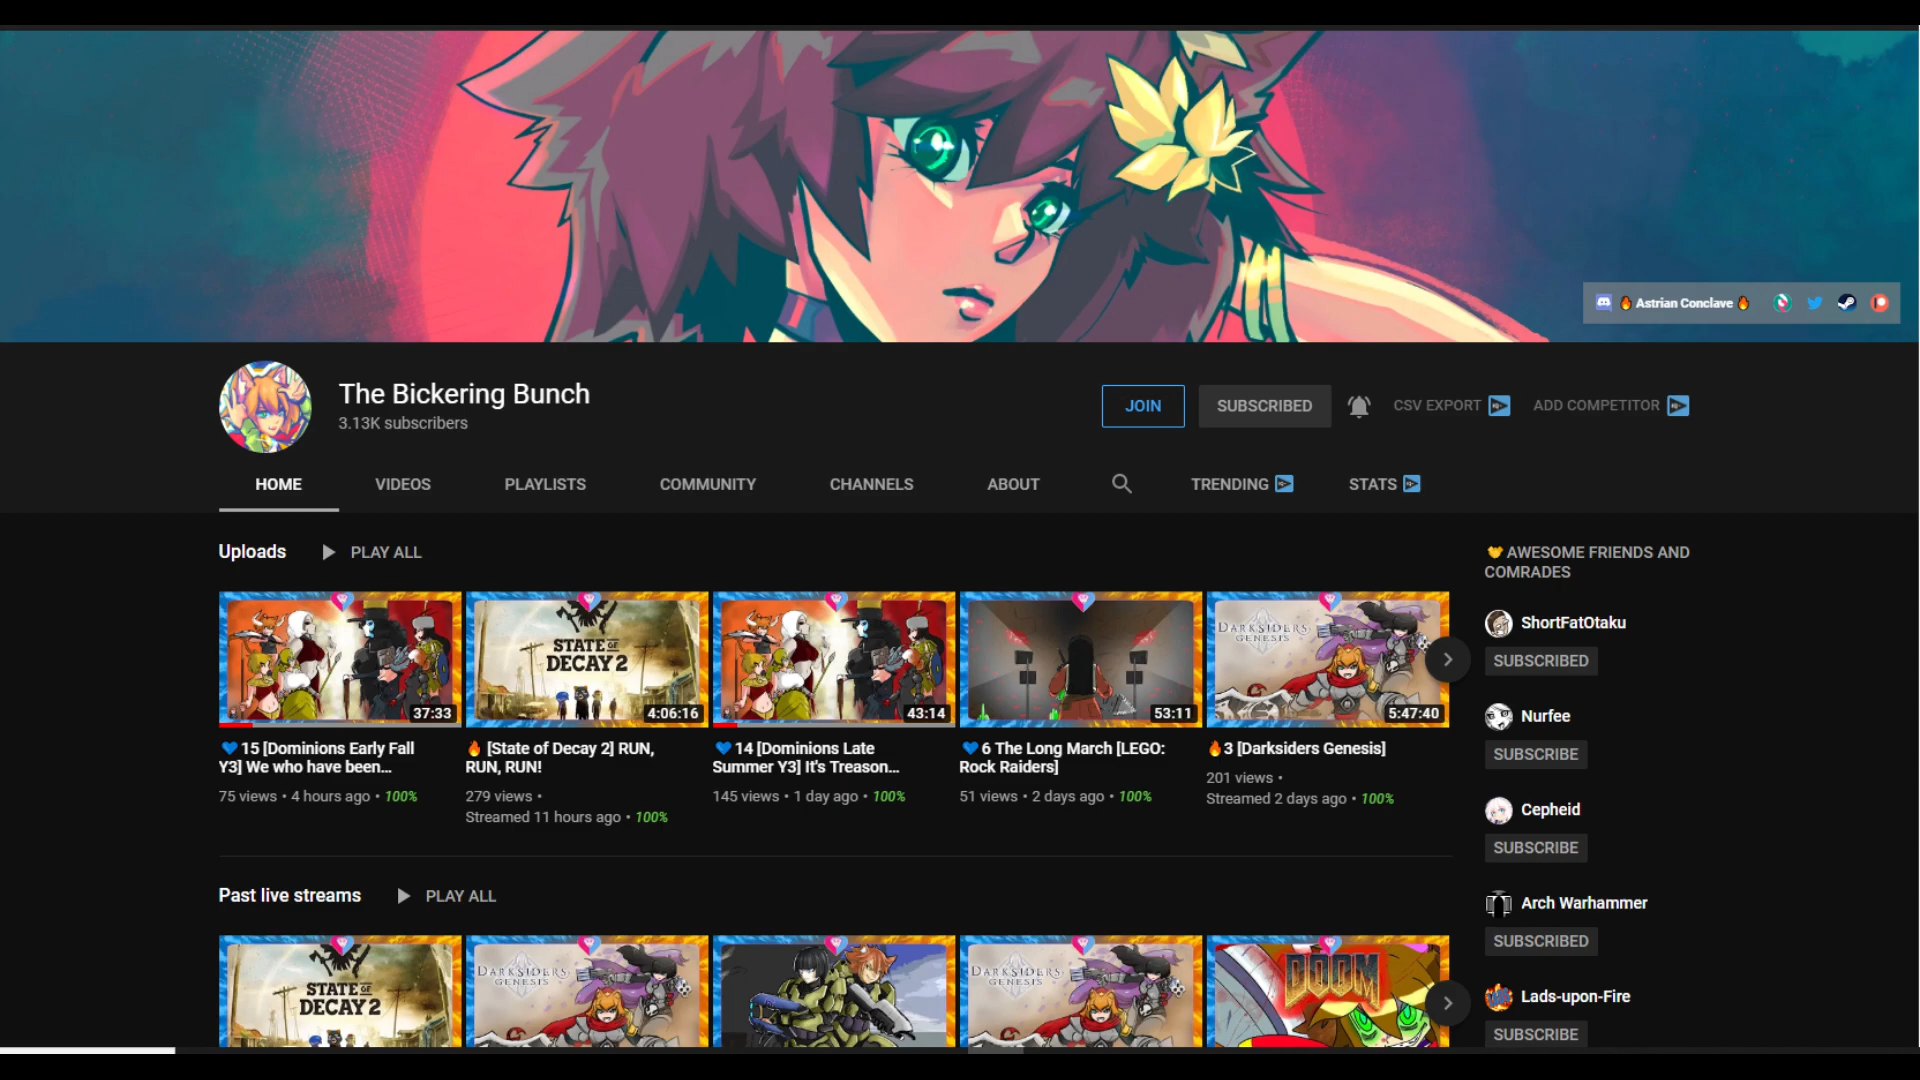 🔥 Astrian Conclave 🔥
The Bickering Bunch
3.13K subscribers
JOIN
SUBSCRIBED
CSV EXPORT
ADD COMPETITOR
HOME
VIDEOS
PLAYLISTS
COMMUNITY
CHANNELS
ABOUT
TRENDING
STATS
Uploads
PLAY ALL
STATE OF
DECAY 2
DARKSIDERS
GENESIS
37:33
4:06:16
43:14
53:11
5:47:40
💙 15 [Dominions Early Fall
Y3] We who have been...
75 views • 4 hours ago • 100%
🔥 [State of Decay 2] RUN,
RUN, RUN!
279 views •
Streamed 11 hours ago • 100%
💙 14 [Dominions Late
Summer Y3] It's Treason...
145 views • 1 day ago • 100%
💙 6 The Long March [LEGO:
Rock Raiders]
51 views • 2 days ago • 100%
🔥3 [Darksiders Genesis]
201 views •
Streamed 2 days ago • 100%
Past live streams
PLAY ALL
STATE OF
DECAY 2
DARKSIDERS
GENESIS
DARKSIDERS
GENESIS
DOOM
AWESOME FRIENDS AND
COMRADES
ShortFatOtaku
SUBSCRIBED
Nurfee
SUBSCRIBE
Cepheid
SUBSCRIBE
Arch Warhammer
SUBSCRIBED
Lads-upon-Fire
SUBSCRIBE